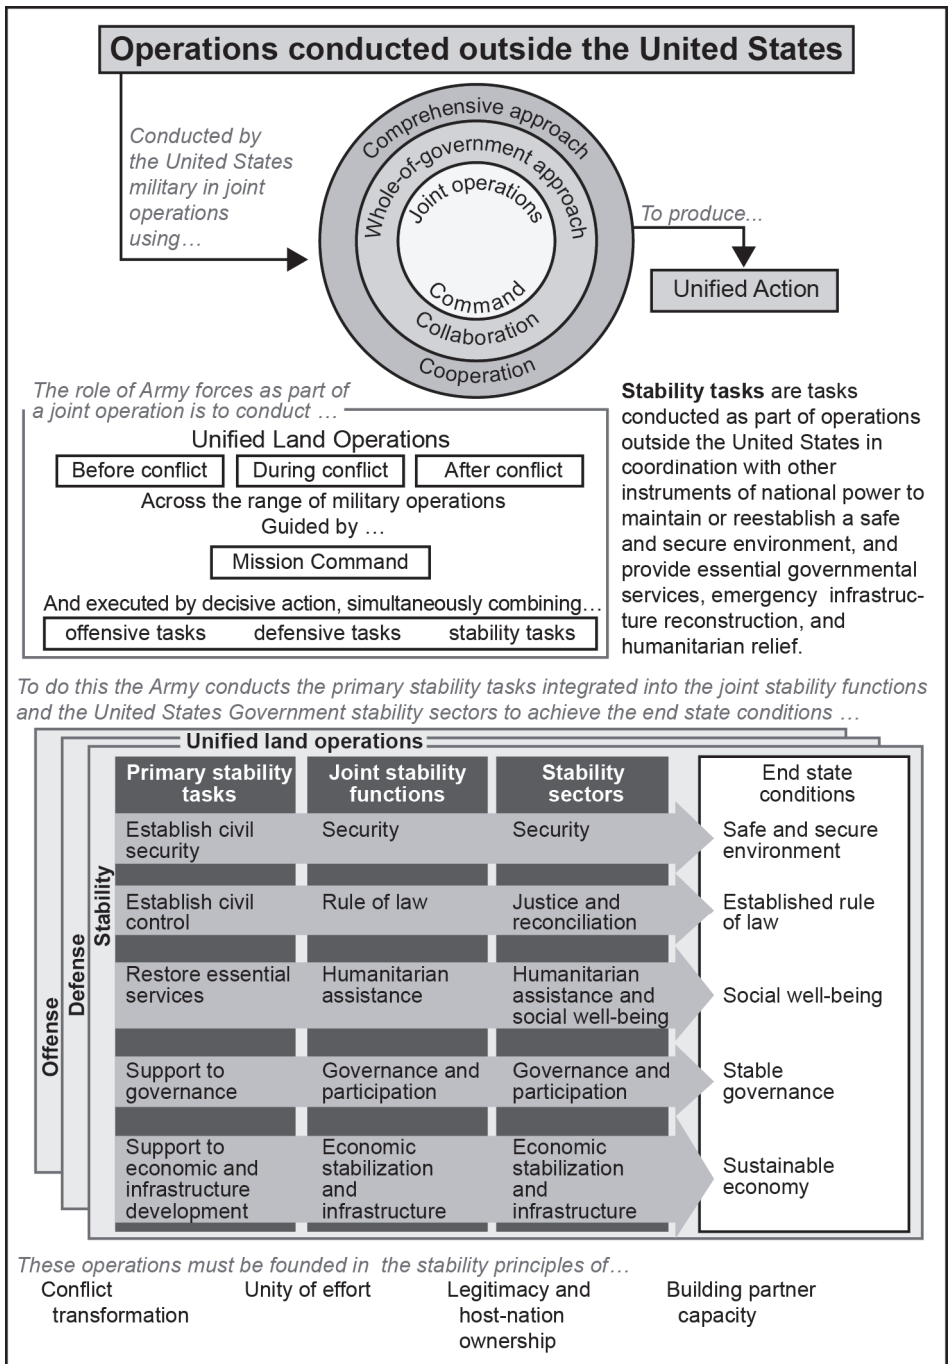 Operations conducted outside the United States
Conducted by
the United States
military in joint
operations
using…
Comprehensive approach
Whole-of-government approach
Joint operations
Command
Collaboration
Cooperation
To produce...
Unified Action
The role of Army forces as part of
a joint operation is to conduct …
Unified Land Operations
Before conflict During conflict After conflict
Across the range of military operations
Guided by …
Mission Command
And executed by decisive action, simultaneously combining…
offensive tasks defensive tasks stability tasks
Stability tasks are tasks
conducted as part of operations
outside the United States in
coordination with other
instruments of national power to
maintain or reestablish a safe
and secure environment, and
provide essential governmental
services, emergency infrastruc-
ture reconstruction, and
humanitarian relief.
To do this the Army conducts the primary stability tasks integrated into the joint stability functions
and the United States Government stability sectors to achieve the end state conditions …
Unified land operations
Offense
Defense
Stability
Primary stability
tasks
Joint stability
functions
Stability
sectors
End state
conditions
Establish civil
security
Security
Security
Safe and secure
environment
Establish civil
control
Rule of law
Justice and
reconciliation
Established rule
of law
Restore essential
services
Humanitarian
assistance
Humanitarian
assistance and
social well-being
Social well-being
Support to
governance
Governance and
participation
Governance and
participation
Stable
governance
Support to
economic and
infrastructure
development
Economic
stabilization
and
infrastructure
Economic
stabilization
and
infrastructure
Sustainable
economy
These operations must be founded in the stability principles of…
Conflict
transformation
Unity of effort
Legitimacy and
host-nation
ownership
Building partner
capacity